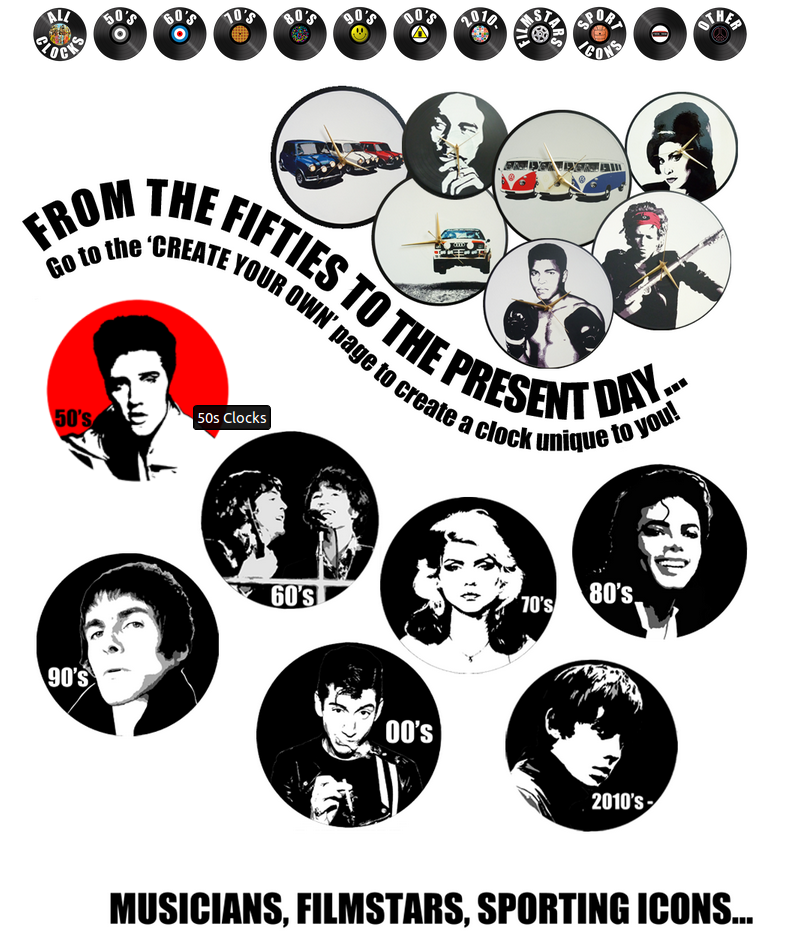 ALL CLOCKS
50'S
60'S
70'S
80'S
90'S
00'S
2010-
FILMSTARS
SPORT ICONS
OTHER
FROM THE FIFTIES TO THE PRESENT DAY...
Go to the ‘CREATE YOUR OWN’ page to create a clock unique to you!
50’s
50s Clocks
60’s
70’s
80’s
90’s
00’s
2010’s -
MUSICIANS, FILMSTARS, SPORTING ICONS...